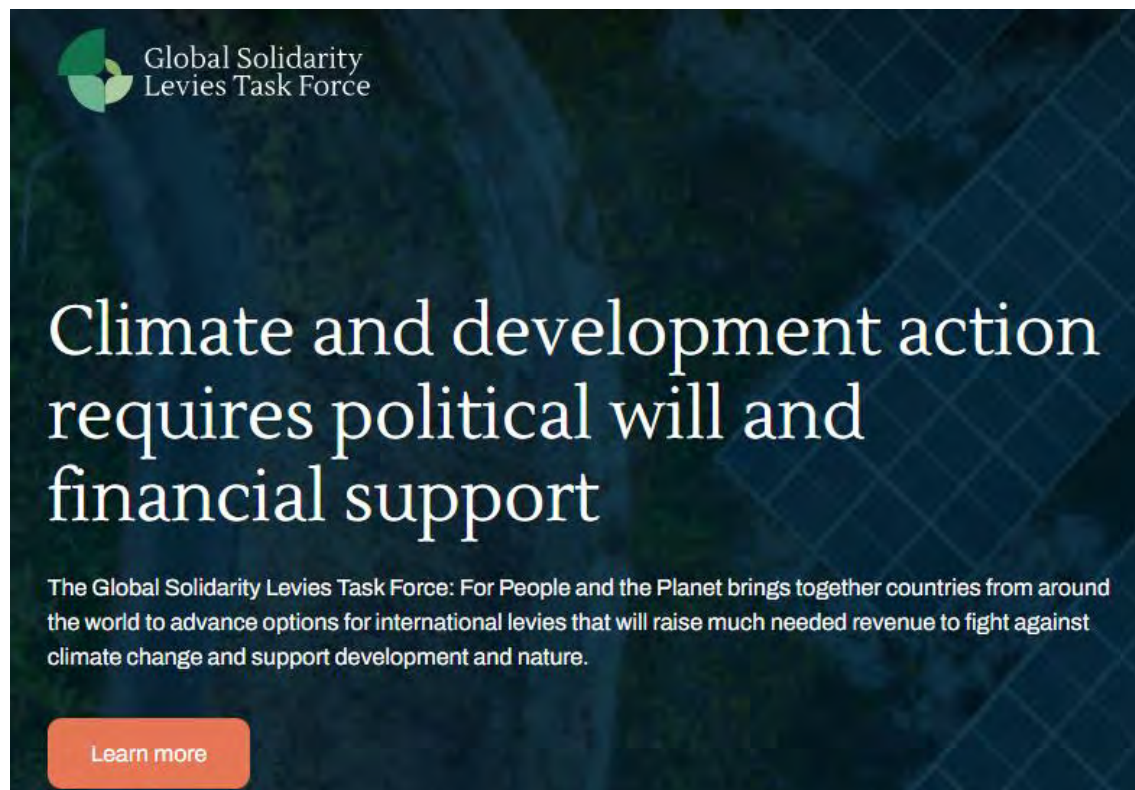 Global Solidarity
Levies Task Force
Climate and development action
requires political will and
financial support
The Global Solidarity Levies Task Force: For People and the Planet brings together countries from around
the world to advance options for international levies that will raise much needed revenue to fight against
climate change and support development and nature.
Learn more